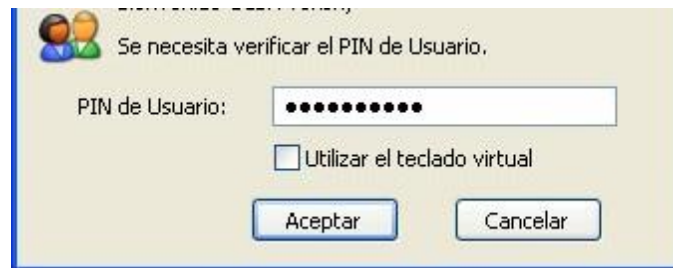 Se necesita verificar el PIN de Usuario.
PIN de Usuario: ••••••••••
Utilizar el teclado virtual
Aceptar Cancelar